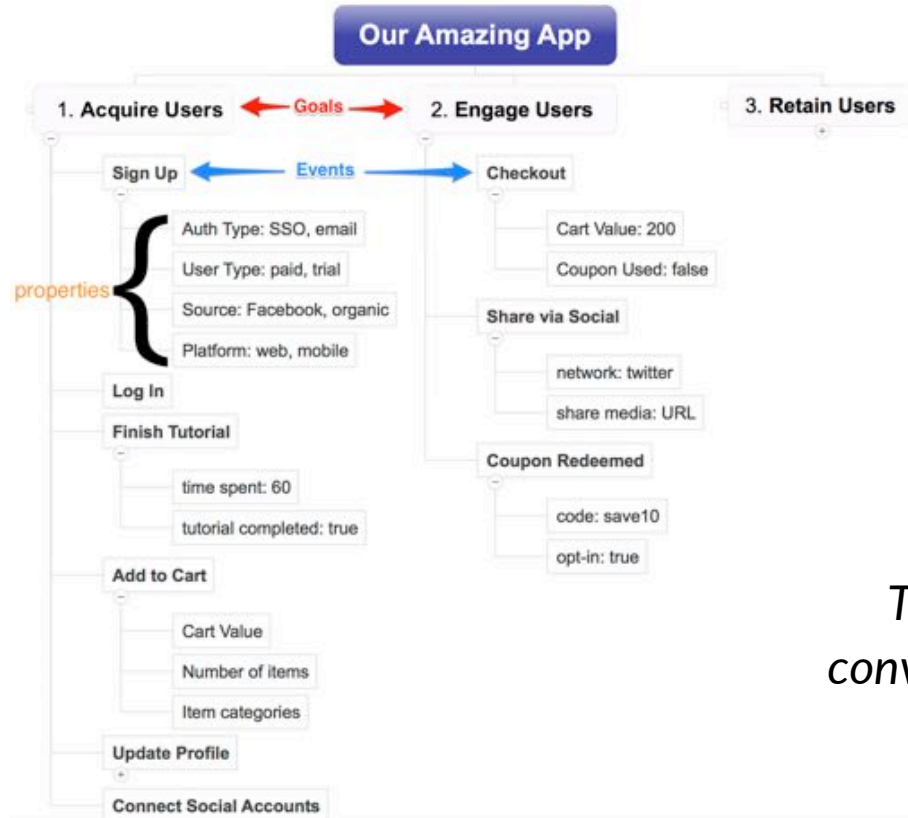 Our Amazing App
1. Acquire Users
Goals
2. Engage Users
3. Retain Users
Sign Up
Events
Checkout
Auth Type: SSO, email
User Type: paid, trial
Source: Facebook, organic
Platform: web, mobile
properties
Log In
Finish Tutorial
time spent: 60
tutorial completed: true
Add to Cart
Cart Value
Number of items
Item categories
Update Profile
Connect Social Accounts
Cart Value: 200
Coupon Used: false
Share via Social
network: twitter
share media: URL
Coupon Redeemed
code: save10
opt-in: true
T
conv